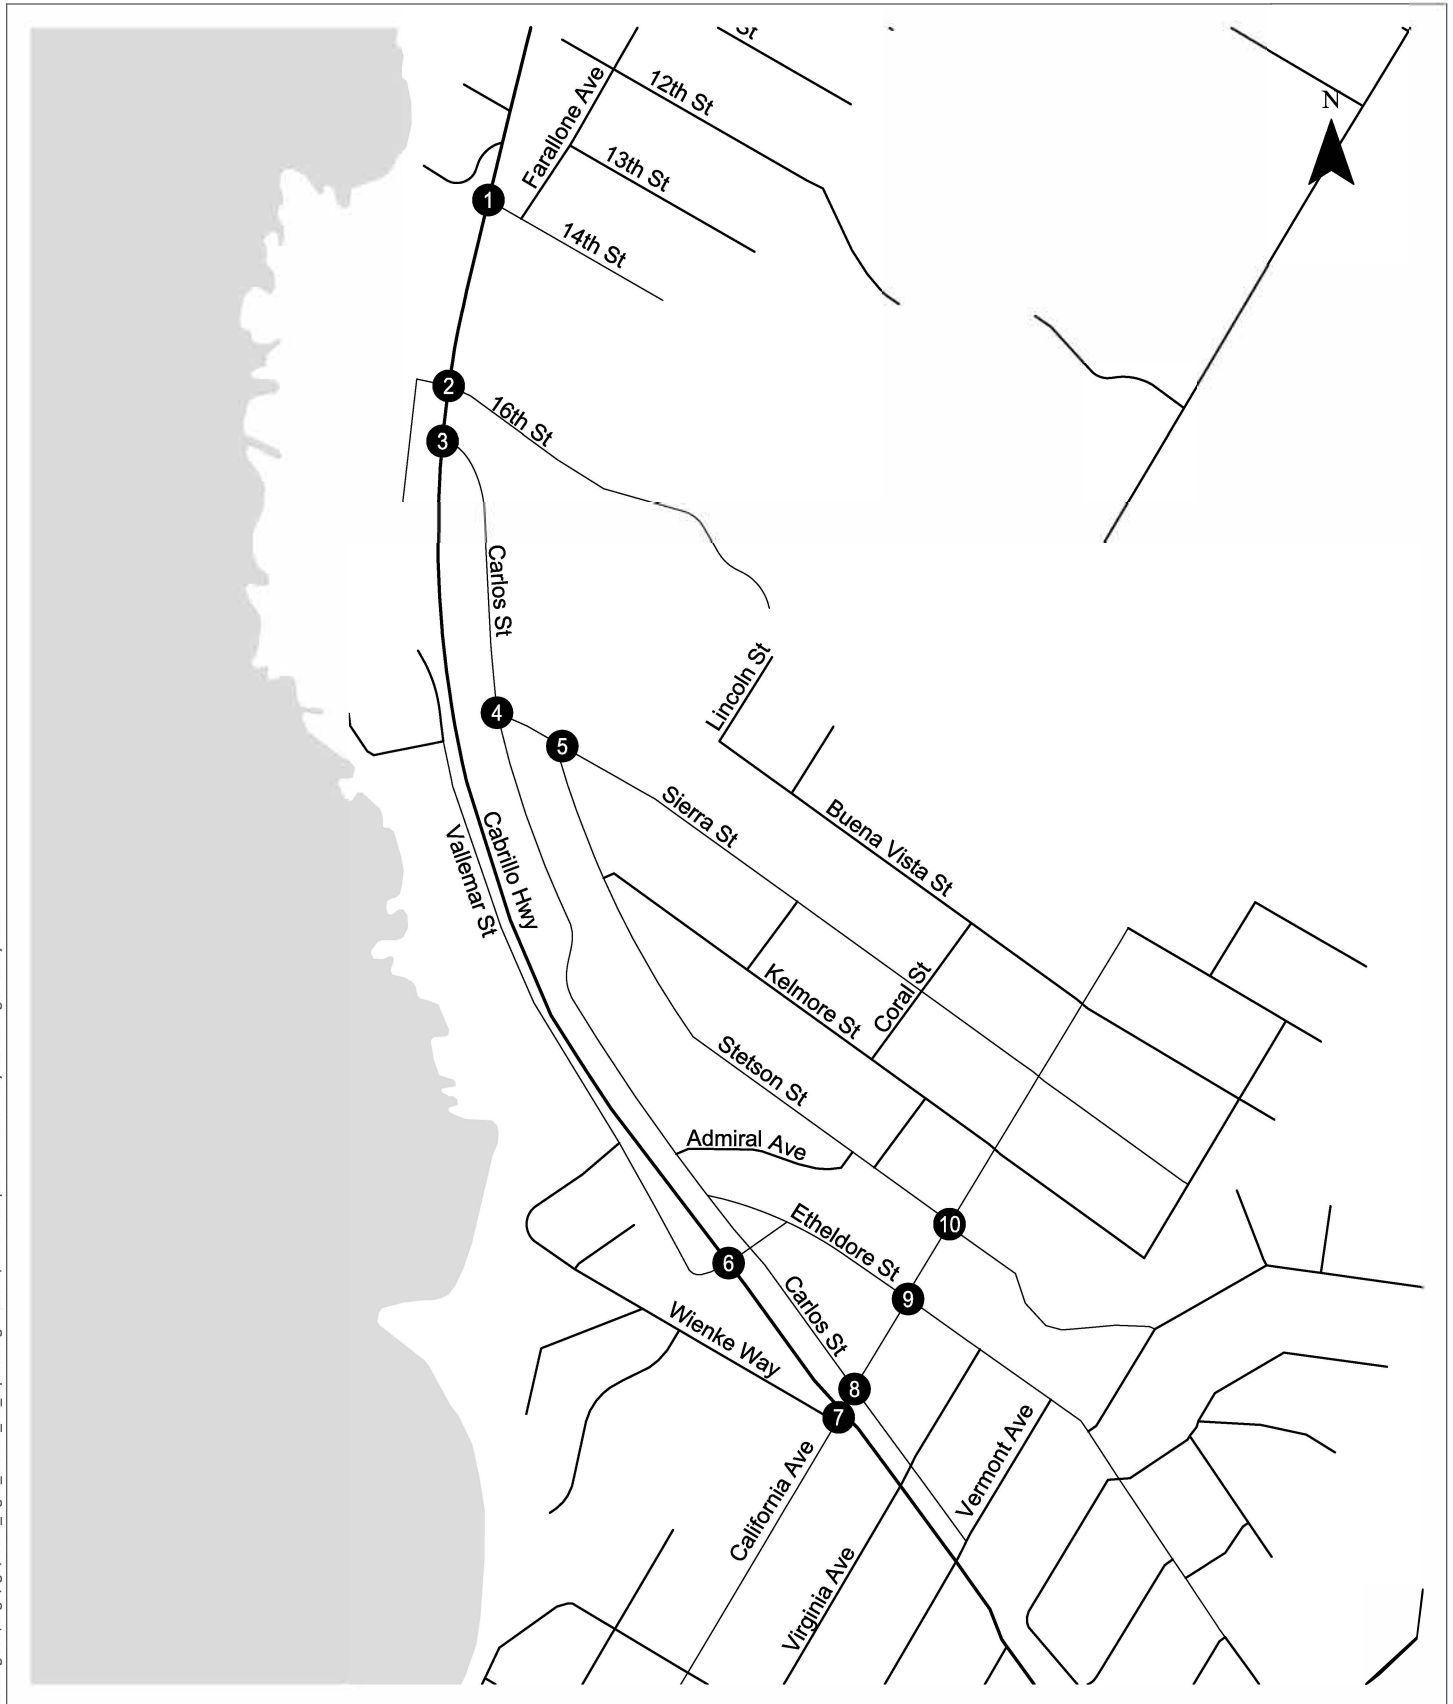 St
12th St
N
Farallone Ave
13th St
1
14th St
2
16th St
3
Carlos St
Lincoln St
4
5
Sierra St
Buena Vista St
Cabrillo Hwy
Vallemar St
Kelmore St
Coral St
Stetson St
Admiral Ave
Etheldore St
10
6
9
Carlos St
Wienke Way
8
7
Vermont Ave
California Ave
Virginia Ave